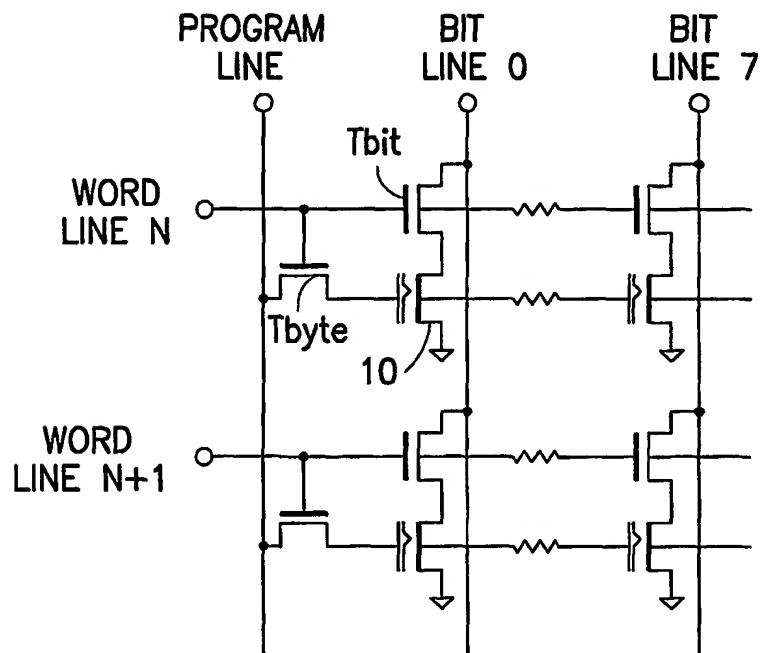 PROGRAM
LINE
BIT
LINE 0
BIT
LINE 7
Tbit
WORD
LINE N
Tbyte
10
WORD
LINE N+1